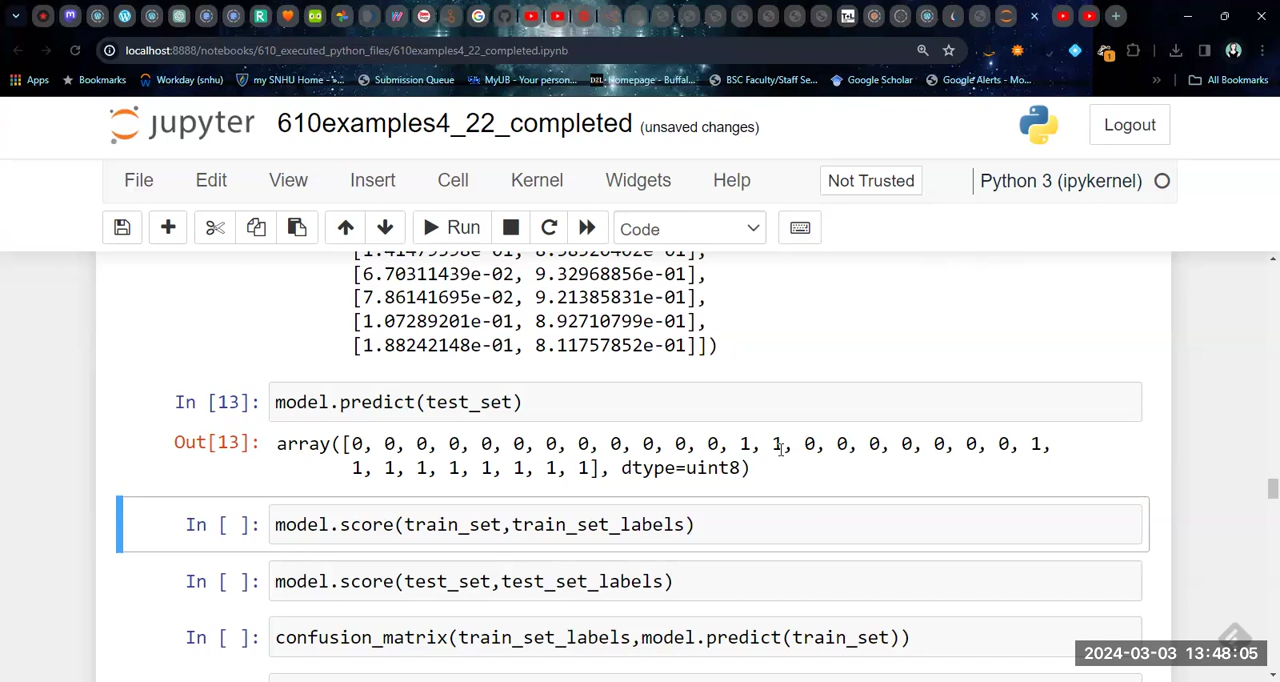 localhost:8888/notebooks/610_executed_python_files/610examples4_22_completed.ipynb
Apps Bookmarks Workday (snhu) my SNHU Home -... Submission Queue MyUB - Your person... D2L Homepage - Buffal... BSC Faculty/Staff Se... Google Scholar Google Alerts - Mo... » All Bookmarks
jupyter 610examples4_22_completed (unsaved changes) Logout
File Edit View Insert Cell Kernel Widgets Help Not Trusted Python 3 (ipykernel)
Run Code
[6.70311439e-02, 9.32968856e-01],
[7.86141695e-02, 9.21385831e-01],
[1.07289201e-01, 8.92710799e-01],
[1.88242148e-01, 8.11757852e-01]])
In [13]: model.predict(test_set)
Out[13]: array([0, 0, 0, 0, 0, 0, 0, 0, 0, 0, 0, 0, 1, 1, 0, 0, 0, 0, 0, 0, 0, 1,
1, 1, 1, 1, 1, 1, 1, 1], dtype=uint8)
In [ ]: model.score(train_set,train_set_labels)
In [ ]: model.score(test_set,test_set_labels)
In [ ]: confusion_matrix(train_set_labels,model.predict(train_set))
2024-03-03 13:48:05